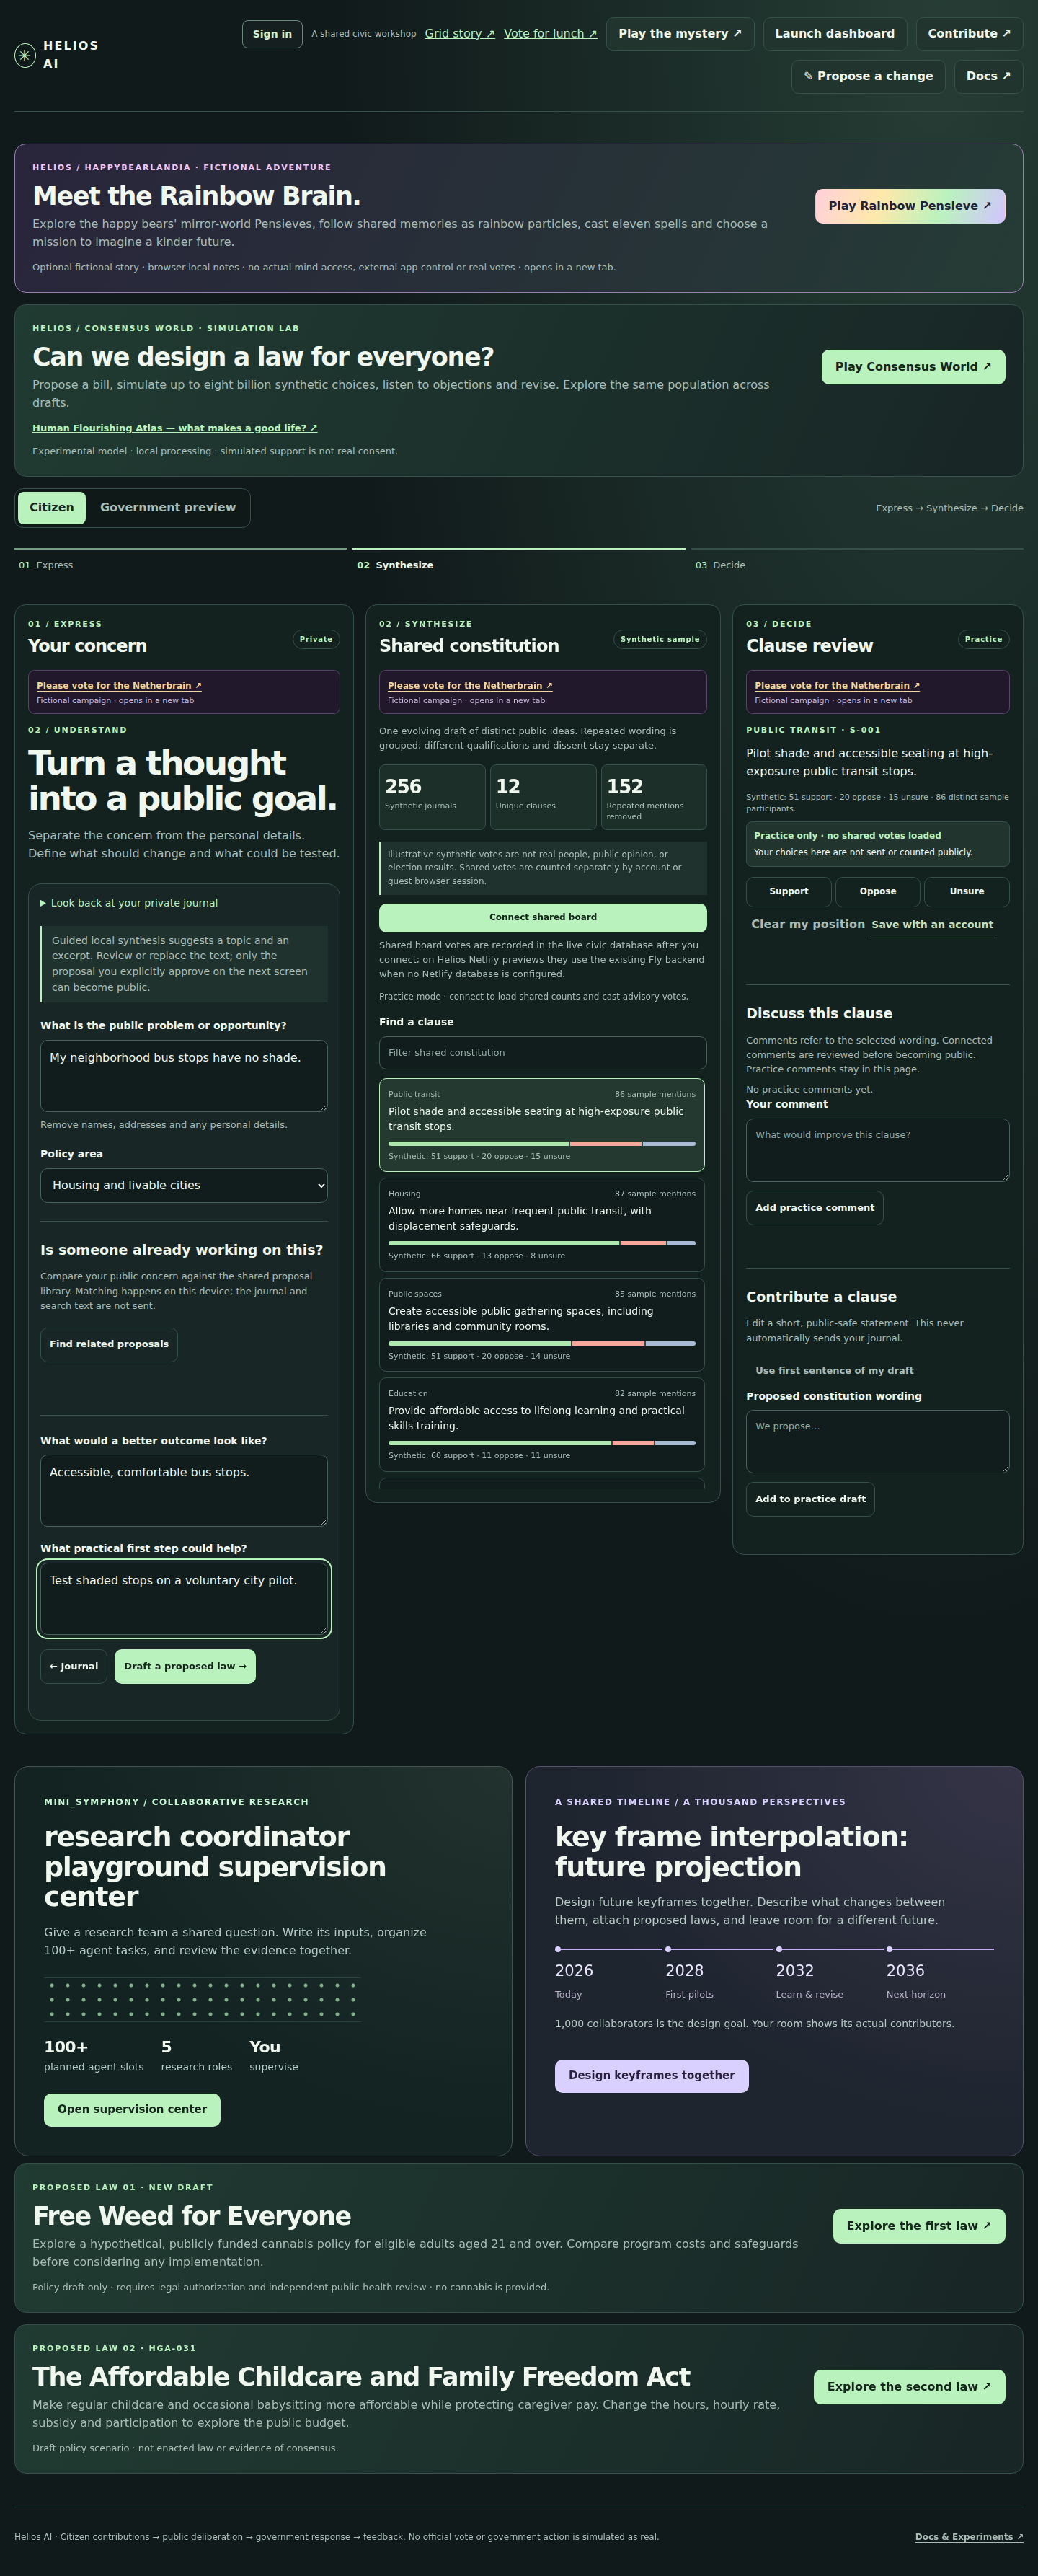 HELIOS
AI
Sign in
A shared civic workshop
Grid story ↗
Vote for lunch ↗
Play the mystery ↗
Launch dashboard
Contribute ↗
✎ Propose a change
Docs ↗
HELIOS / HAPPYBEARLANDIA · FICTIONAL ADVENTURE
Meet the Rainbow Brain.
Explore the happy bears' mirror-world Pensieves, follow shared memories as rainbow particles, cast eleven spells and choose a
mission to imagine a kinder future.
Optional fictional story · browser-local notes · no actual mind access, external app control or real votes · opens in a new tab.
Play Rainbow Pensieve ↗
HELIOS / CONSENSUS WORLD · SIMULATION LAB
Can we design a law for everyone?
Propose a bill, simulate up to eight billion synthetic choices, listen to objections and revise. Explore the same population across
drafts.
Human Flourishing Atlas — what makes a good life? ↗
Experimental model · local processing · simulated support is not real consent.
Play Consensus World ↗
Citizen
Government preview
Express → Synthesize → Decide
01 Express
02 Synthesize
03 Decide
01 / EXPRESS
Your concern
Private
Please vote for the Netherbrain ↗
Fictional campaign · opens in a new tab
02 / UNDERSTAND
Turn a thought
into a public goal.
Separate the concern from the personal details.
Define what should change and what could be tested.
▶ Look back at your private journal
Guided local synthesis suggests a topic and an
excerpt. Review or replace the text; only the
proposal you explicitly approve on the next screen
can become public.
What is the public problem or opportunity?
My neighborhood bus stops have no shade.
Remove names, addresses and any personal details.
Policy area
Housing and livable cities
Is someone already working on this?
Compare your public concern against the shared proposal
library. Matching happens on this device; the journal and
search text are not sent.
Find related proposals
What would a better outcome look like?
Accessible, comfortable bus stops.
What practical first step could help?
Test shaded stops on a voluntary city pilot.
← Journal
Draft a proposed law →
02 / SYNTHESIZE
Shared constitution
Synthetic sample
Please vote for the Netherbrain ↗
Fictional campaign · opens in a new tab
One evolving draft of distinct public ideas. Repeated wording is
grouped; different qualifications and dissent stay separate.
256
Synthetic journals
12
Unique clauses
152
Repeated mentions
removed
Illustrative synthetic votes are not real people, public opinion, or
election results. Shared votes are counted separately by account or
guest browser session.
Connect shared board
Shared board votes are recorded in the live civic database after you
connect; on Helios Netlify previews they use the existing Fly backend
when no Netlify database is configured.
Practice mode · connect to load shared counts and cast advisory votes.
Find a clause
Filter shared constitution
Public transit
86 sample mentions
Pilot shade and accessible seating at high-exposure public
transit stops.
Synthetic: 51 support · 20 oppose · 15 unsure
Housing
87 sample mentions
Allow more homes near frequent public transit, with
displacement safeguards.
Synthetic: 66 support · 13 oppose · 8 unsure
Public spaces
85 sample mentions
Create accessible public gathering spaces, including
libraries and community rooms.
Synthetic: 51 support · 20 oppose · 14 unsure
Education
82 sample mentions
Provide affordable access to lifelong learning and practical
skills training.
Synthetic: 60 support · 11 oppose · 11 unsure
03 / DECIDE
Clause review
Practice
Please vote for the Netherbrain ↗
Fictional campaign · opens in a new tab
PUBLIC TRANSIT · S-001
Pilot shade and accessible seating at high-
exposure public transit stops.
Synthetic: 51 support · 20 oppose · 15 unsure · 86 distinct sample
participants.
Practice only · no shared votes loaded
Your choices here are not sent or counted publicly.
Support
Oppose
Unsure
Clear my position
Save with an account
Discuss this clause
Comments refer to the selected wording. Connected
comments are reviewed before becoming public.
Practice comments stay in this page.
No practice comments yet.
Your comment
What would improve this clause?
Add practice comment
Contribute a clause
Edit a short, public-safe statement. This never
automatically sends your journal.
Use first sentence of my draft
Proposed constitution wording
We propose...
Add to practice draft
MINI_SYMPHONY / COLLABORATIVE RESEARCH
research coordinator
playground supervision
center
Give a research team a shared question. Write its inputs, organize
100+ agent tasks, and review the evidence together.
100+
planned agent slots
5
research roles
You
supervise
Open supervision center
A SHARED TIMELINE / A THOUSAND PERSPECTIVES
key frame interpolation:
future projection
Design future keyframes together. Describe what changes between
them, attach proposed laws, and leave room for a different future.
2026
Today
2028
First pilots
2032
Learn & revise
2036
Next horizon
1,000 collaborators is the design goal. Your room shows its actual contributors.
Design keyframes together
PROPOSED LAW 01 · NEW DRAFT
Free Weed for Everyone
Explore a hypothetical, publicly funded cannabis policy for eligible adults aged 21 and over. Compare program costs and safeguards
before considering any implementation.
Policy draft only · requires legal authorization and independent public-health review · no cannabis is provided.
Explore the first law ↗
PROPOSED LAW 02 · HGA-031
The Affordable Childcare and Family Freedom Act
Make regular childcare and occasional babysitting more affordable while protecting caregiver pay. Change the hours, hourly rate,
subsidy and participation to explore the public budget.
Draft policy scenario · not enacted law or evidence of consensus.
Explore the second law ↗
Helios AI · Citizen contributions → public deliberation → government response → feedback. No official vote or government action is simulated as real.
Docs & Experiments ↗